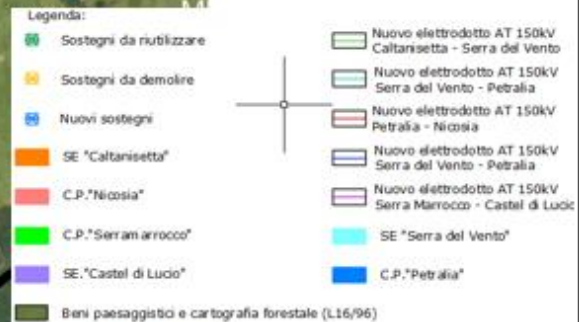 Legenda:
Sostegni da riutilizzare
Sostegni da demolire
Nuovi sostegni
SE "Caltanisetta"
C.P."Nicosia"
C.P."Serramarrocco"
SE."Castel di Lucio"
Beni paesaggistici e cartografia forestale (L16/96)
Nuovo elettrodotto AT 150kV
Caltanisetta - Serra del Vento
Nuovo elettrodotto AT 150kV
Serra del Vento - Petralia
Nuovo elettrodotto AT 150kV
Petralia - Nicosia
Nuovo elettrodotto AT 150kV
Serra del Vento - Petralia
Nuovo elettrodotto AT 150kV
Serra Marrocco - Castel di Lucio
SE "Serra del Vento"
C.P."Petralia"